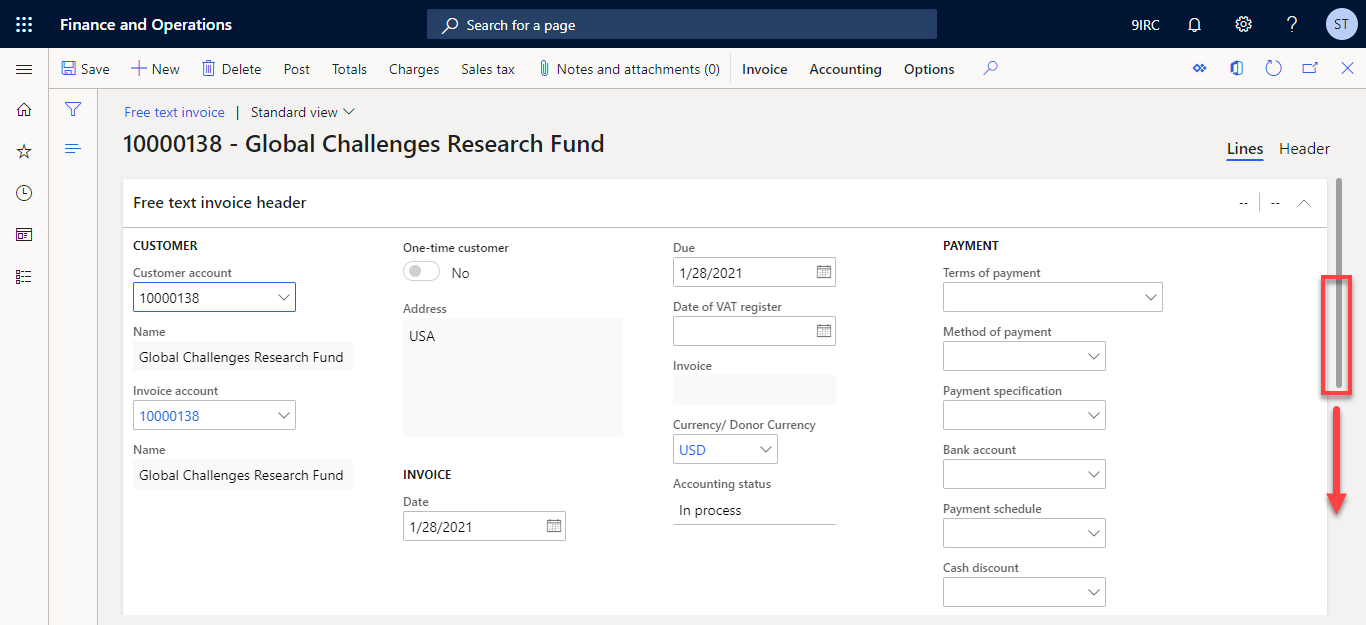 Finance and Operations
Search for a page
9IRC
?
ST
Save
New
Delete
Post
Totals
Charges
Sales tax
Notes and attachments (0)
Invoice
Accounting
Options
Free text invoice | Standard view
10000138 - Global Challenges Research Fund
Lines
Header
Free text invoice header
-- | --
CUSTOMER
Customer account
10000138
Name
Global Challenges Research Fund
Invoice account
10000138
Name
Global Challenges Research Fund
One-time customer
No
Address
USA
INVOICE
Date
1/28/2021
Due
1/28/2021
Date of VAT register
Invoice
Currency/ Donor Currency
USD
Accounting status
In process
PAYMENT
Terms of payment
Method of payment
Payment specification
Bank account
Payment schedule
Cash discount